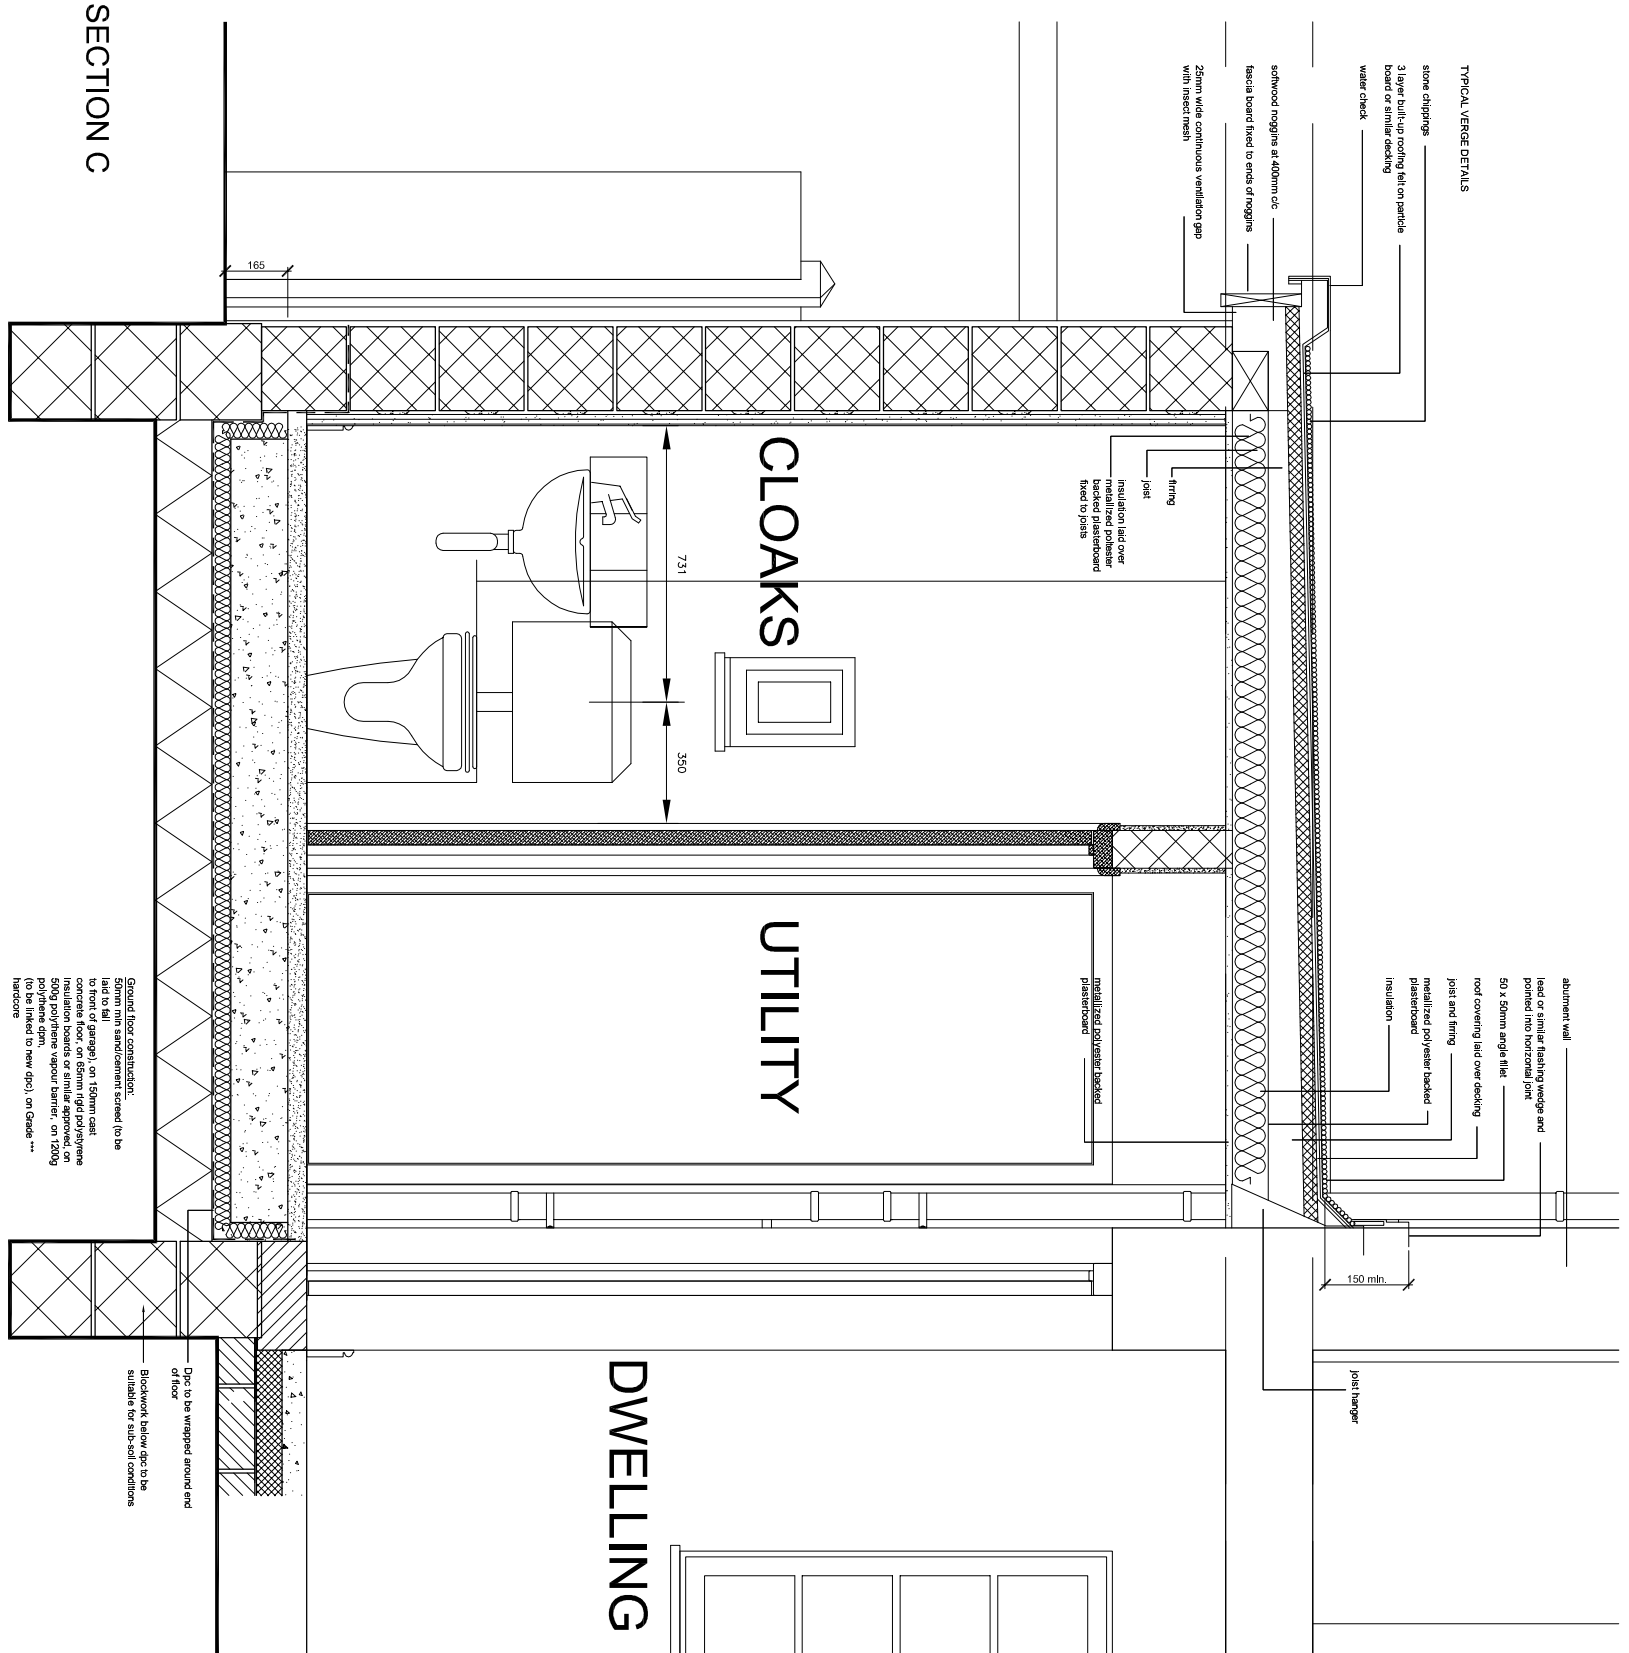 TYPICAL VERGE DETAILS
stone chippings
3 layer built-up roofing felt on particle
board or similar decking
water check
softwood noggins at 400mm c/c
fascia board fixed to ends of noggins
25mm wide continuous ventilation gap
with insect mesh
abutment wall
lead or similar flashing wedge and
pointed into horizontal joint
50 x 50mm angle fillet
roof covering laid over decking
joist and firring
metallized polyester backed
plasterboard
insulation
150 min.
joist hanger
firring
joist
insulation laid over
metallized poltester
backed plasterboard
fixed to joists
metallized polyester backed
plasterboard
CLOAKS
UTILITY
DWELLING
731
350
165
Dpc to be wrapped around end
of floor
Blockwork below dpc to be
suitable for sub-soil conditions
Ground floor construction:
50mm min sand/cement screed (to be
laid to fall
to front of garage), on 150mm cast
concrete floor, on 65mm rigid polystyrene
insulation boards or similar approved, on
500g polythene vapour barrier, on 1200g
polythene dpm,
(to be linked to new dpc), on Grade ***
hardcore
SECTION C